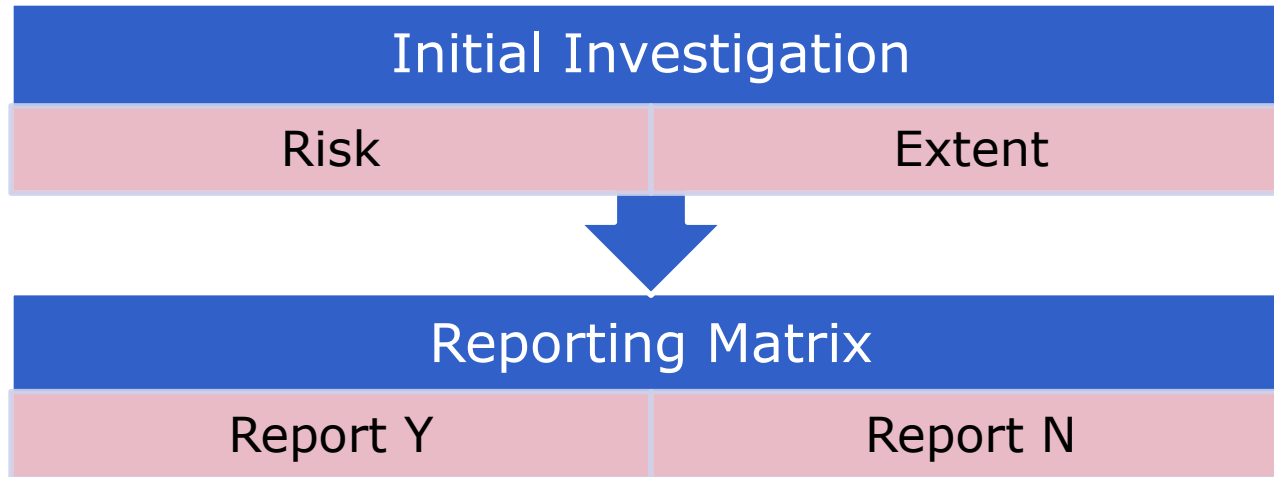 Initial Investigation
Risk Extent
Reporting Matrix
Report Y Report N